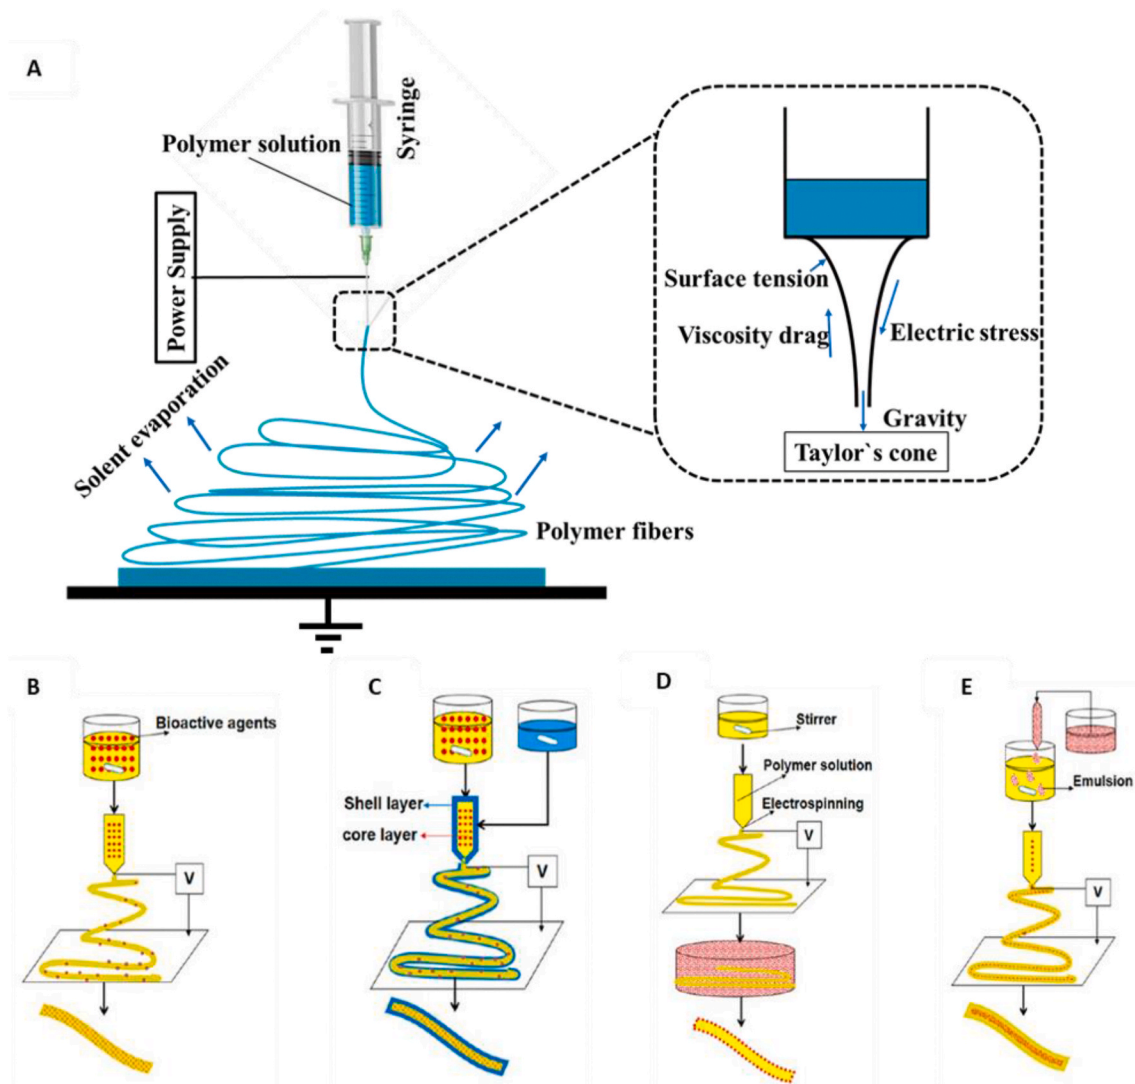 A
Syringe
Polymer solution
Power Supply
Solent evaporation
Polymer fibers
Surface tension
Viscosity drag
Electric stress
Gravity
Taylor`s cone
B
Bioactive agents
V
C
Shell layer
core layer
V
D
Stirrer
Polymer solution
Electrospinning
V
E
Emulsion
V